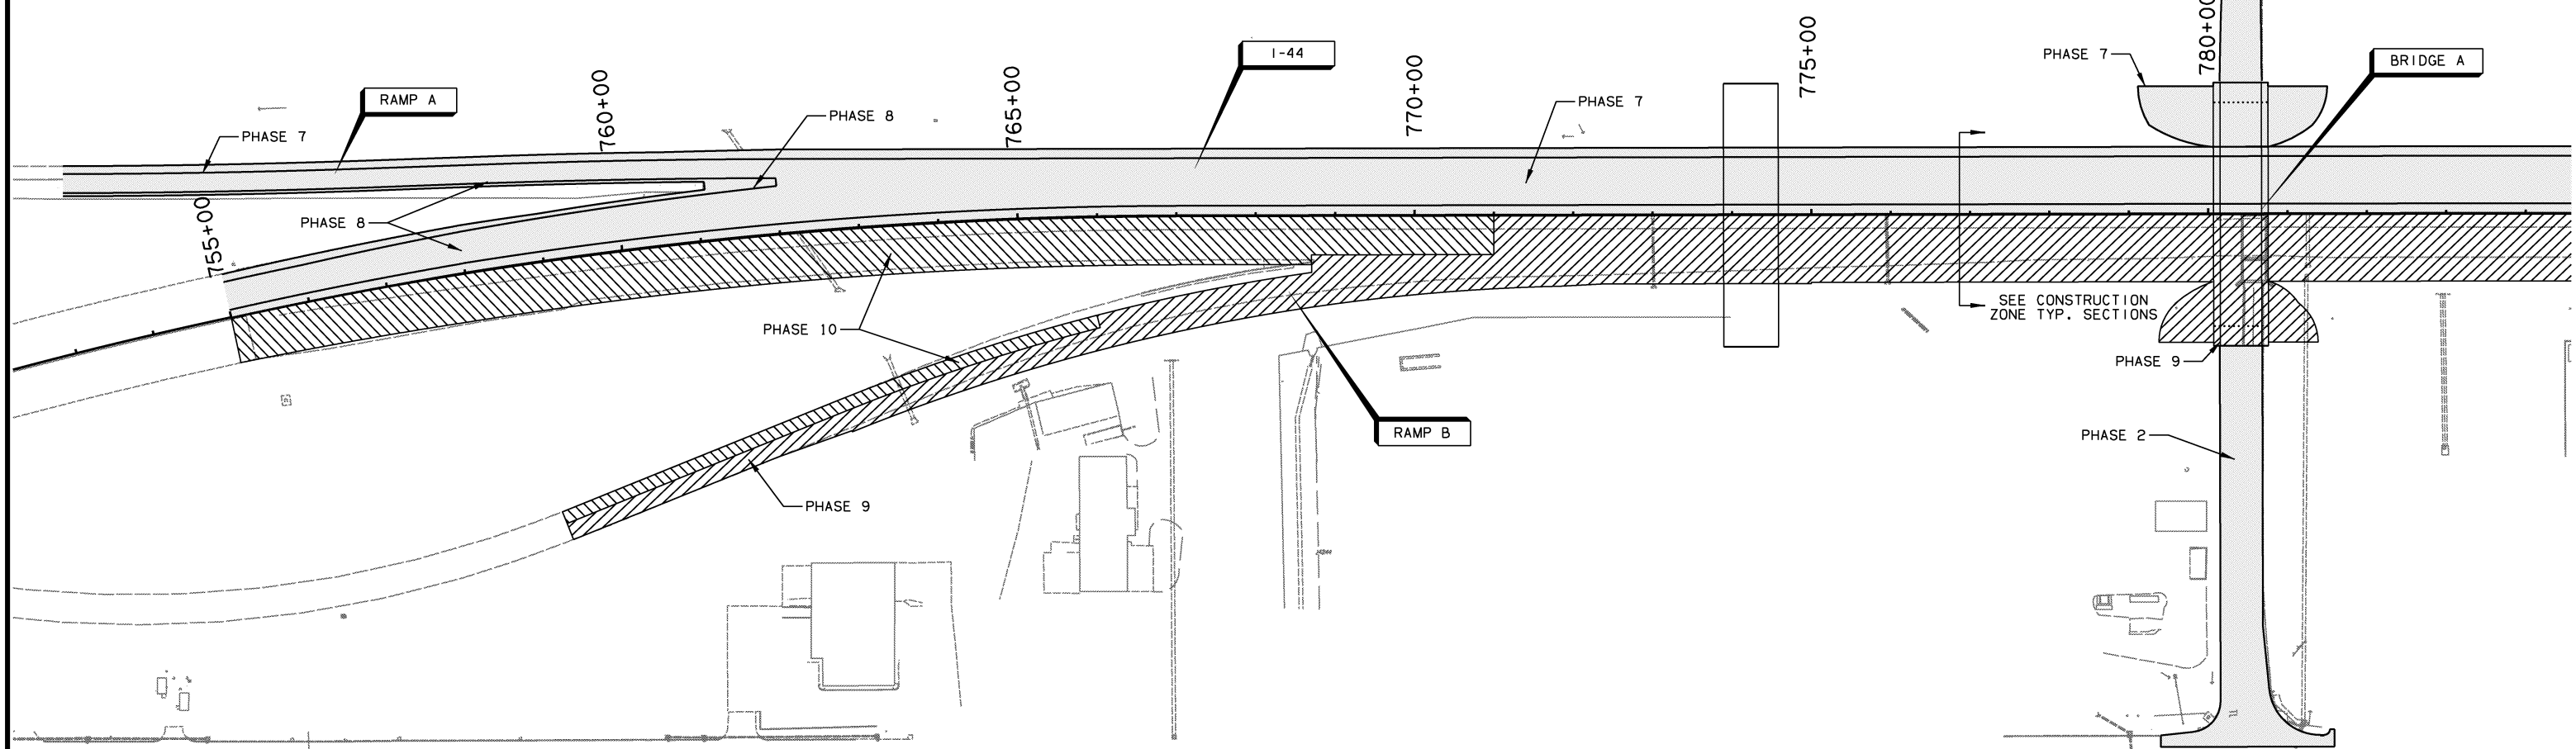 780+00
775+00
I-44
PHASE 7
BRIDGE A
770+00
765+00
760+00
RAMP A
PHASE 7
PHASE 8
PHASE 7
755+00
PHASE 8
SEE CONSTRUCTION
ZONE TYP. SECTIONS
PHASE 10
PHASE 9
RAMP B
PHASE 2
PHASE 9